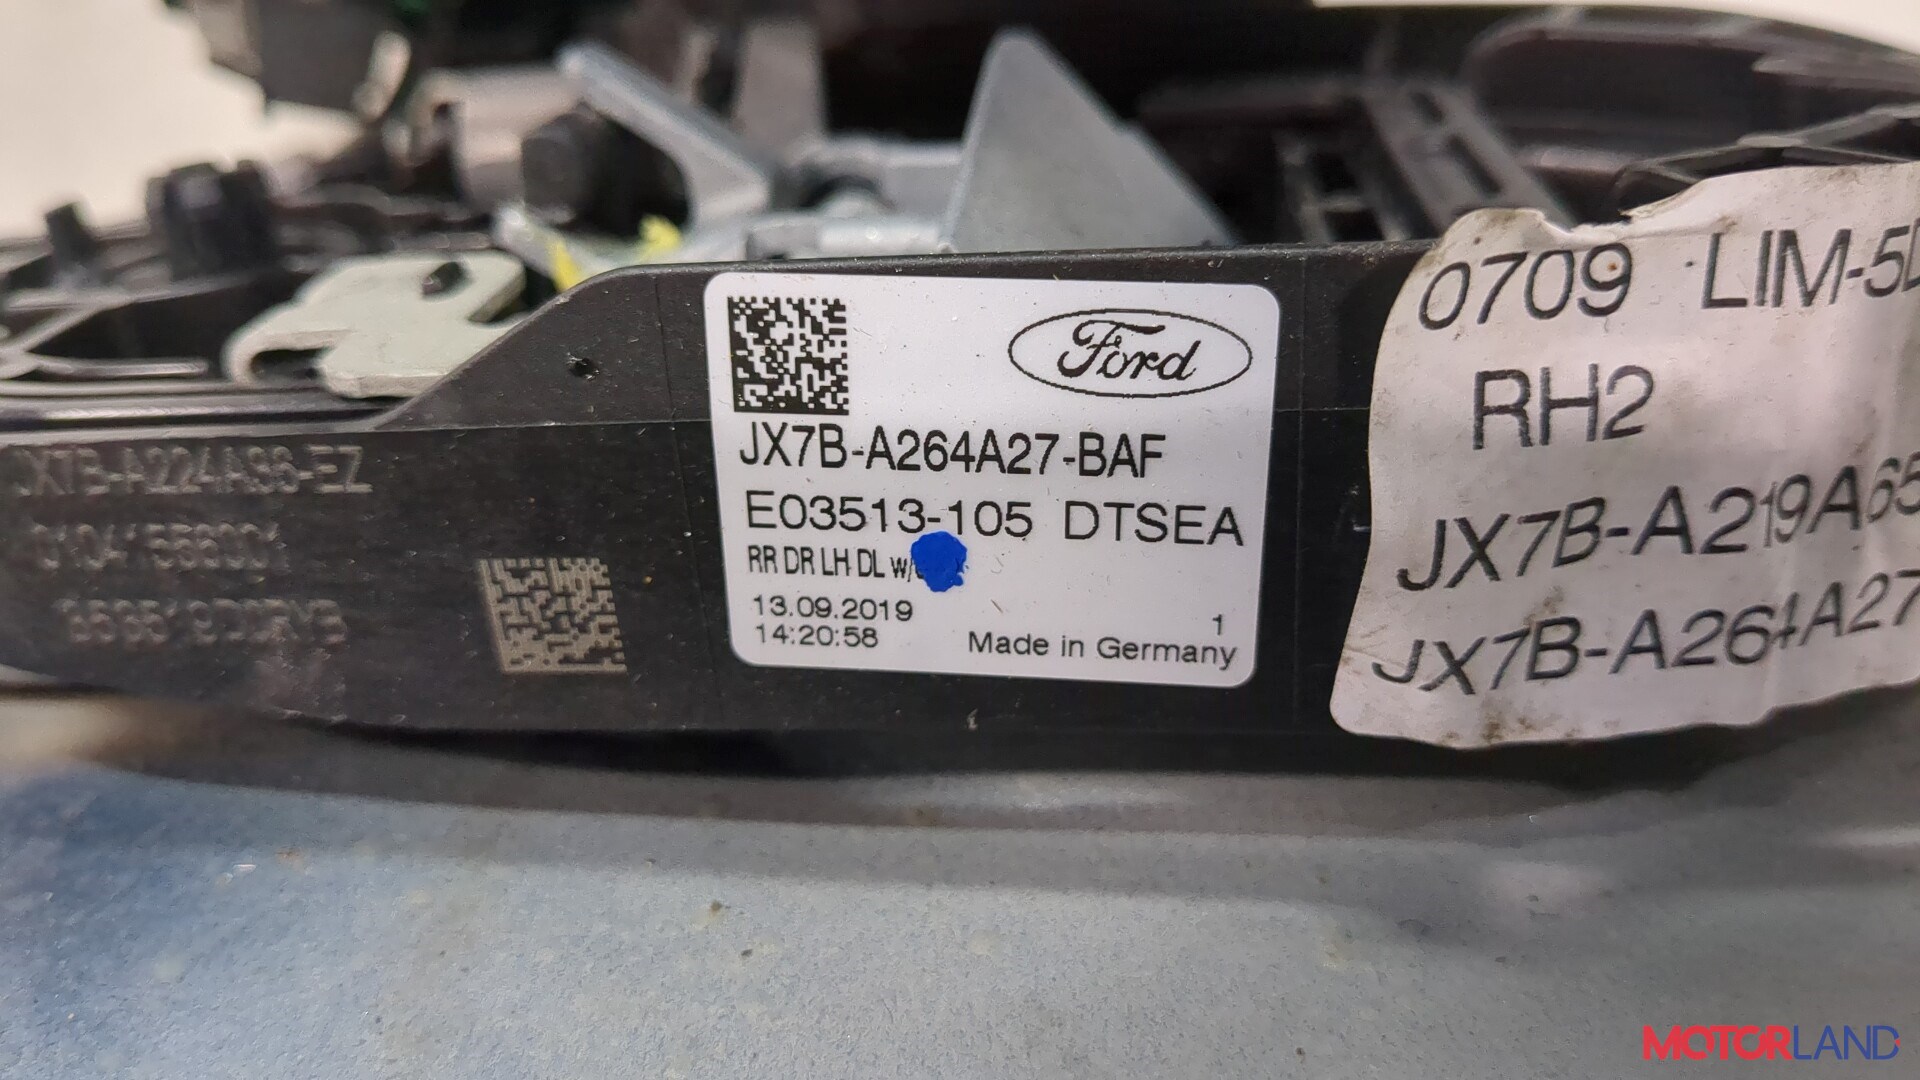 Ford
JX7B-A264A27-BAF
E03513-105 DTSEA
RR DR LH DL
13.09.2019
14:20:58
1
Made in Germany
0709 LIM-5D
RH2
JX7B-A219A65
JX7B-A264A27
MOTORLAND